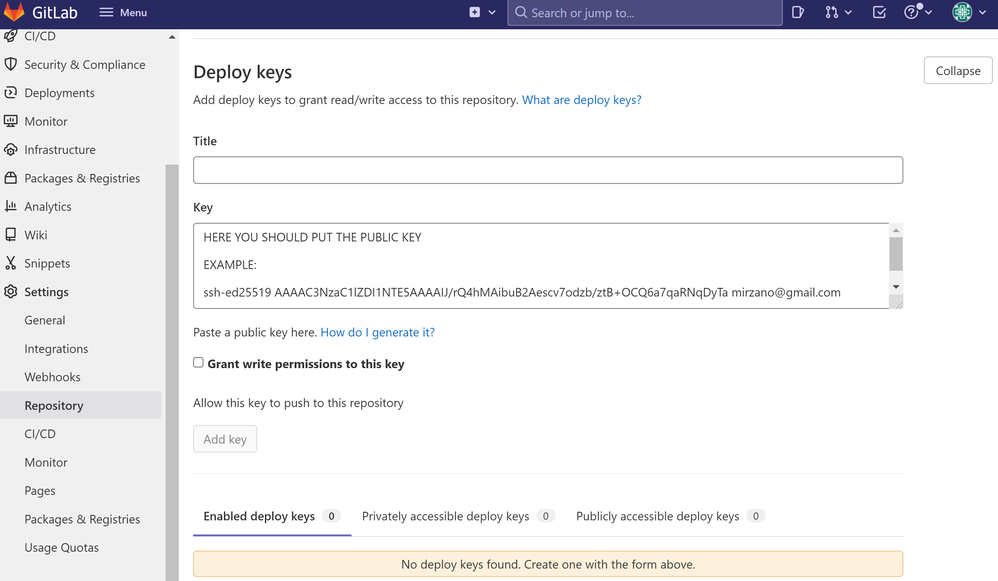 GitLab
Menu
Search or jump to...
CI/CD
Security & Compliance
Deployments
Monitor
Infrastructure
Packages & Registries
Analytics
Wiki
Snippets
Settings
General
Integrations
Webhooks
Repository
CI/CD
Monitor
Pages
Packages & Registries
Usage Quotas
Deploy keys
Collapse
Add deploy keys to grant read/write access to this repository. What are deploy keys?
Title
Key
HERE YOU SHOULD PUT THE PUBLIC KEY
EXAMPLE:
ssh-ed25519 AAAAC3NzaC1lZDI1NTE5AAAAIJ/rQ4hMAibuB2Aescv7odzb/ztB+OCQ6a7qaRNqDyTa mirzano@gmail.com
Paste a public key here. How do I generate it?
Grant write permissions to this key
Allow this key to push to this repository
Add key
Enabled deploy keys 0
Privately accessible deploy keys 0
Publicly accessible deploy keys 0
No deploy keys found. Create one with the form above.